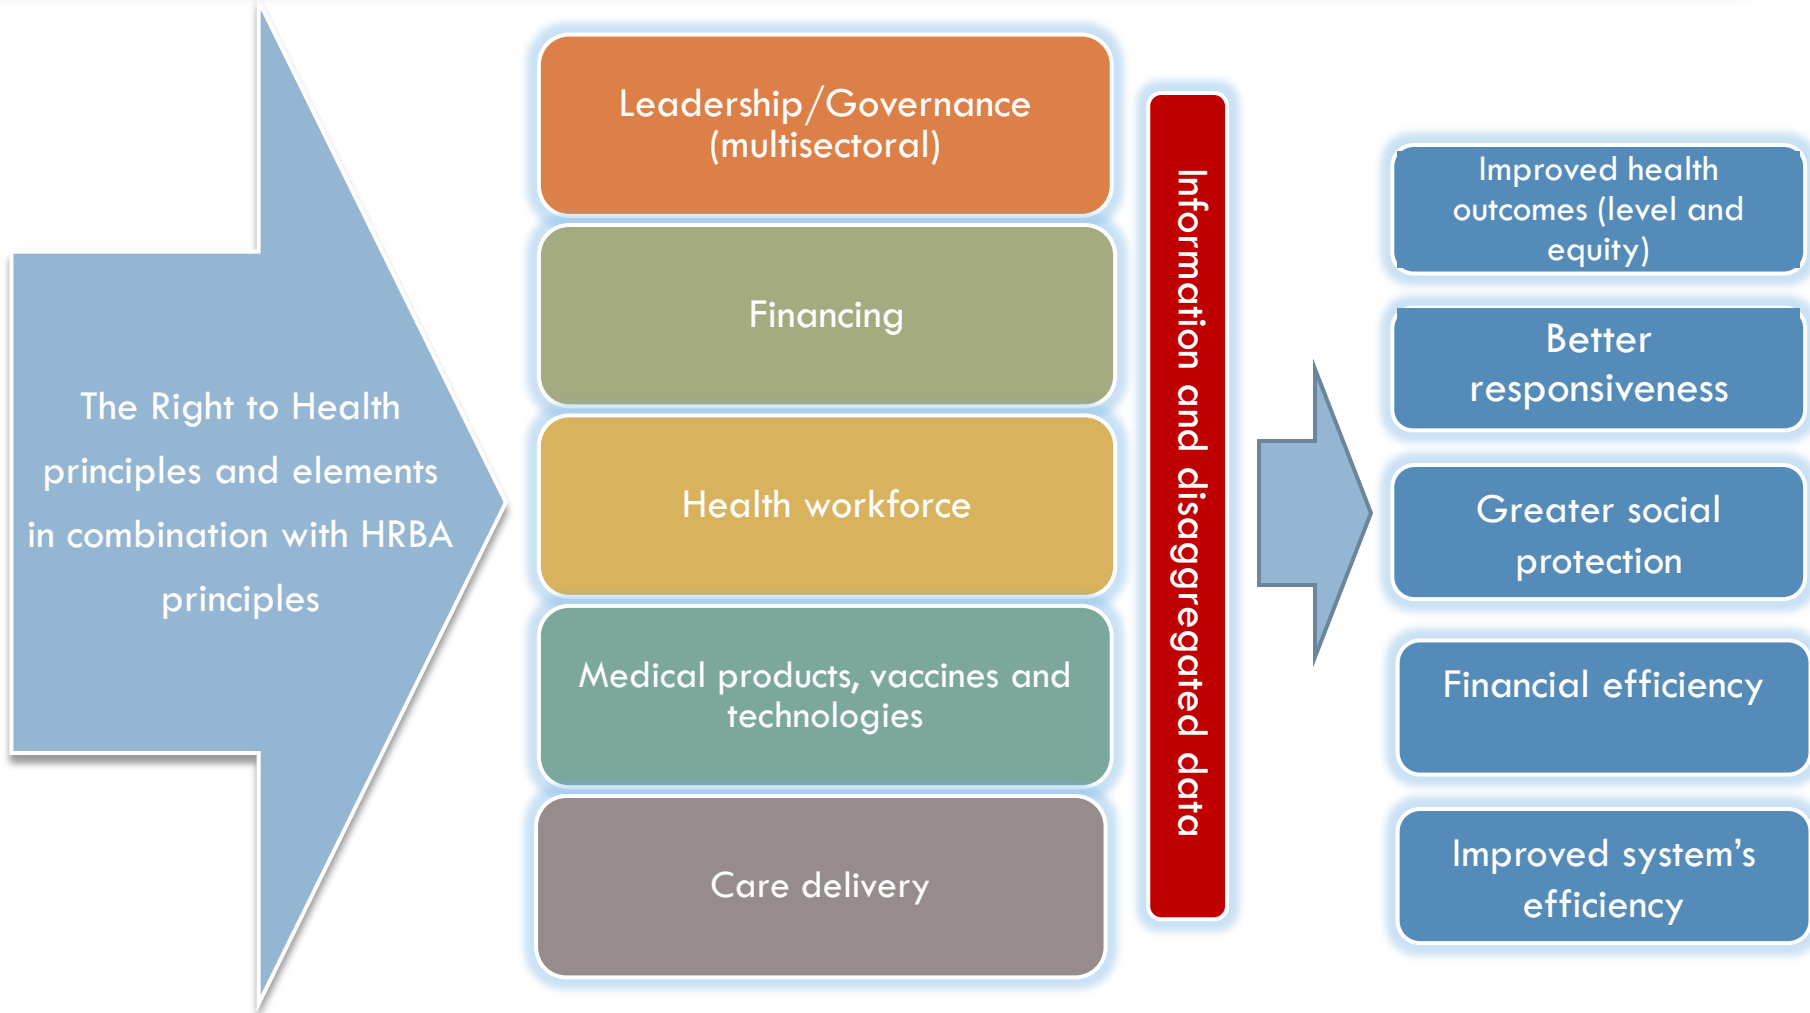 The Right to Health
principles and elements
in combination with HRBA
principles
Leadership/Governance
(multisectoral)
Financing
Health workforce
Medical products, vaccines and
technologies
Care delivery
Information and disaggregated data
Improved health
outcomes (level and
equity)
Better
responsiveness
Greater social
protection
Financial efficiency
Improved system’s
efficiency